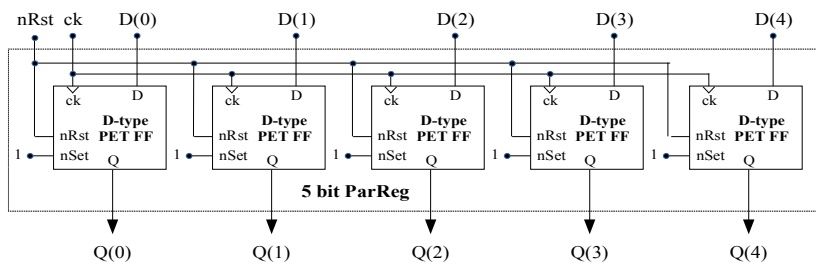 nRst ck D(0) D(1) D(2) D(3) D(4)
ck D ck D ck D ck D ck D
D-type D-type D-type D-type D-type
nRst PET FF nRst PET FF nRst PET FF nRst PET FF nRst PET FF
1 nSet Q 1 nSet Q 1 nSet Q 1 nSet Q 1 nSet Q
5 bit ParReg
Q(0) Q(1) Q(2) Q(3) Q(4)